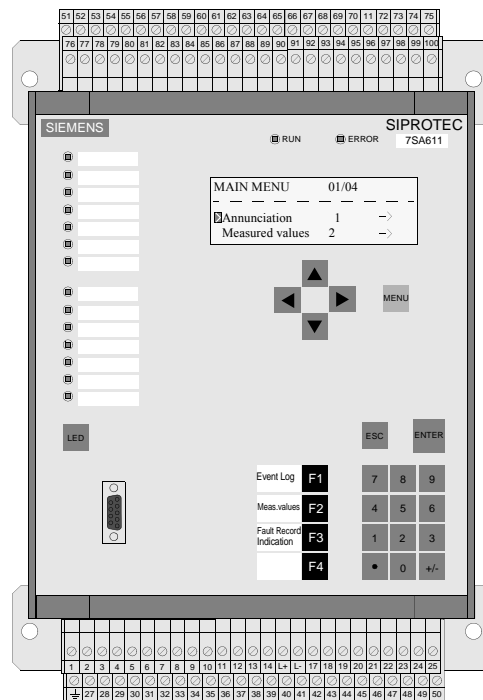 51 52 53 54 55 56 57 58 59 60 61 62 63 64 65 66 67 68 69 70 11 72 73 74 75
76 77 78 79 80 81 82 83 84 85 86 87 88 89 90 91 92 93 94 95 96 97 98 99 100
SIEMENS
SIPROTEC
RUN
ERROR
7SA611
MAIN MENU 01/04
Annunciation 1
Measured values 2
MENU
LED
ESC
ENTER
Event Log F1
7 8 9
Meas.values F2
4 5 6
Fault Record
Indication
F3
1 2 3
F4
• 0 +/-
1 2 3 4 5 6 7 8 9 10 11 12 13 14 L+ L- 17 18 19 20 21 22 23 24 25
27 28 29 30 31 32 33 34 35 36 37 38 39 40 41 42 43 44 45 46 47 48 49 50